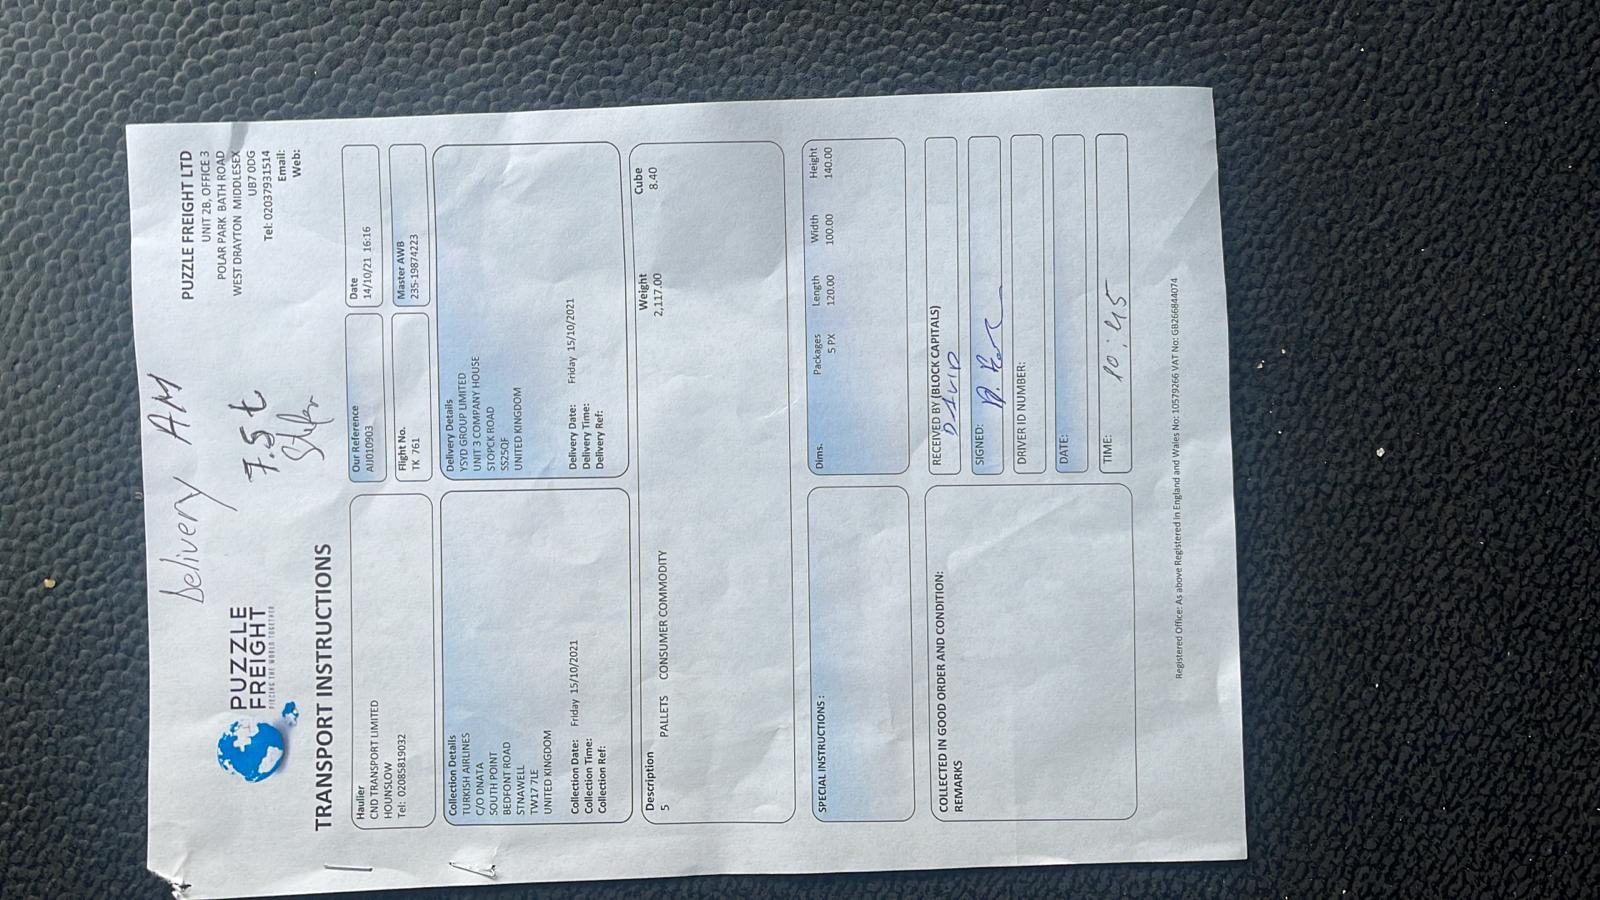 Delivery AM
7.5 t
PUZZLE
FREIGHT
PIECING THE WORLD TOGETHER
PUZZLE FREIGHT LTD
UNIT 2B, OFFICE 3
POLAR PARK BATH ROAD
WEST DRAYTON MIDDLESEX
UB7 0DG
Tel: 02037931514
Email:
Web:
TRANSPORT INSTRUCTIONS
Haulier
CND TRANSPORT LIMITED
HOUNSLOW
Tel: 02085819032
Our Reference
AIJ010903
Date
14/10/21 16:16
Flight No.
TK 761
Master AWB
235-19874223
Collection Details
TURKISH AIRLINES
C/O DNATA
SOUTH POINT
BEDFONT ROAD
STNAWELL
TW17 7LE
UNITED KINGDOM
Collection Date: Friday 15/10/2021
Collection Time:
Collection Ref:
Delivery Details
YSYD GROUP LIMITED
UNIT 3 COMPANY HOUSE
STOPCK ROAD
SS25QF
UNITED KINGDOM
Delivery Date: Friday 15/10/2021
Delivery Time:
Delivery Ref:
Description Weight Cube
5 PALLETS CONSUMER COMMODITY 2,117.00 8.40
SPECIAL INSTRUCTIONS :
Dims. Packages Length Width Height
5 PX 120.00 100.00 140.00
COLLECTED IN GOOD ORDER AND CONDITION:
REMARKS
RECEIVED BY (BLOCK CAPITALS)
DAVID
SIGNED:
DRIVER ID NUMBER:
DATE:
TIME: 10:45
Registered Office: As above Registered in England and Wales No: 10579266 VAT No: GB266844074